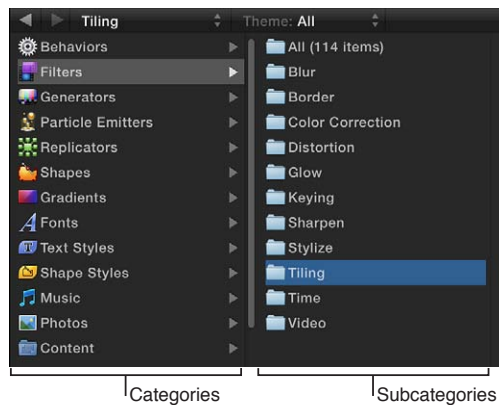 Tiling
Theme: All
Behaviors
Filters
Generators
Particle Emitters
Replicators
Shapes
Gradients
Fonts
Text Styles
Shape Styles
Music
Photos
Content
All (114 items)
Blur
Border
Color Correction
Distortion
Glow
Keying
Sharpen
Stylize
Tiling
Time
Video
Categories
Subcategories